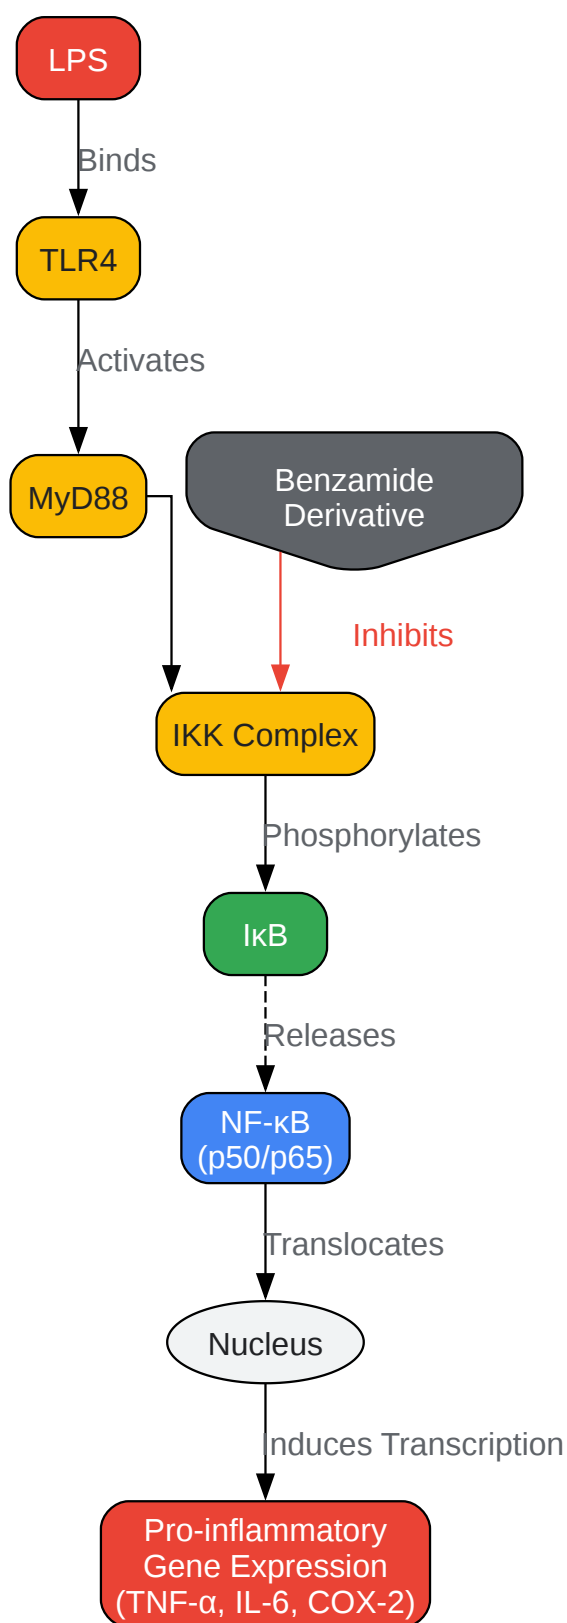 LPS
Binds
TLR4
Activates
MyD88
Benzamide
Derivative
Inhibits
IKK Complex
Phosphorylates
IκB
Releases
NF-κB
(p50/p65)
Translocates
Nucleus
Induces Transcription
Pro-inflammatory
Gene Expression
(TNF-α, IL-6, COX-2)